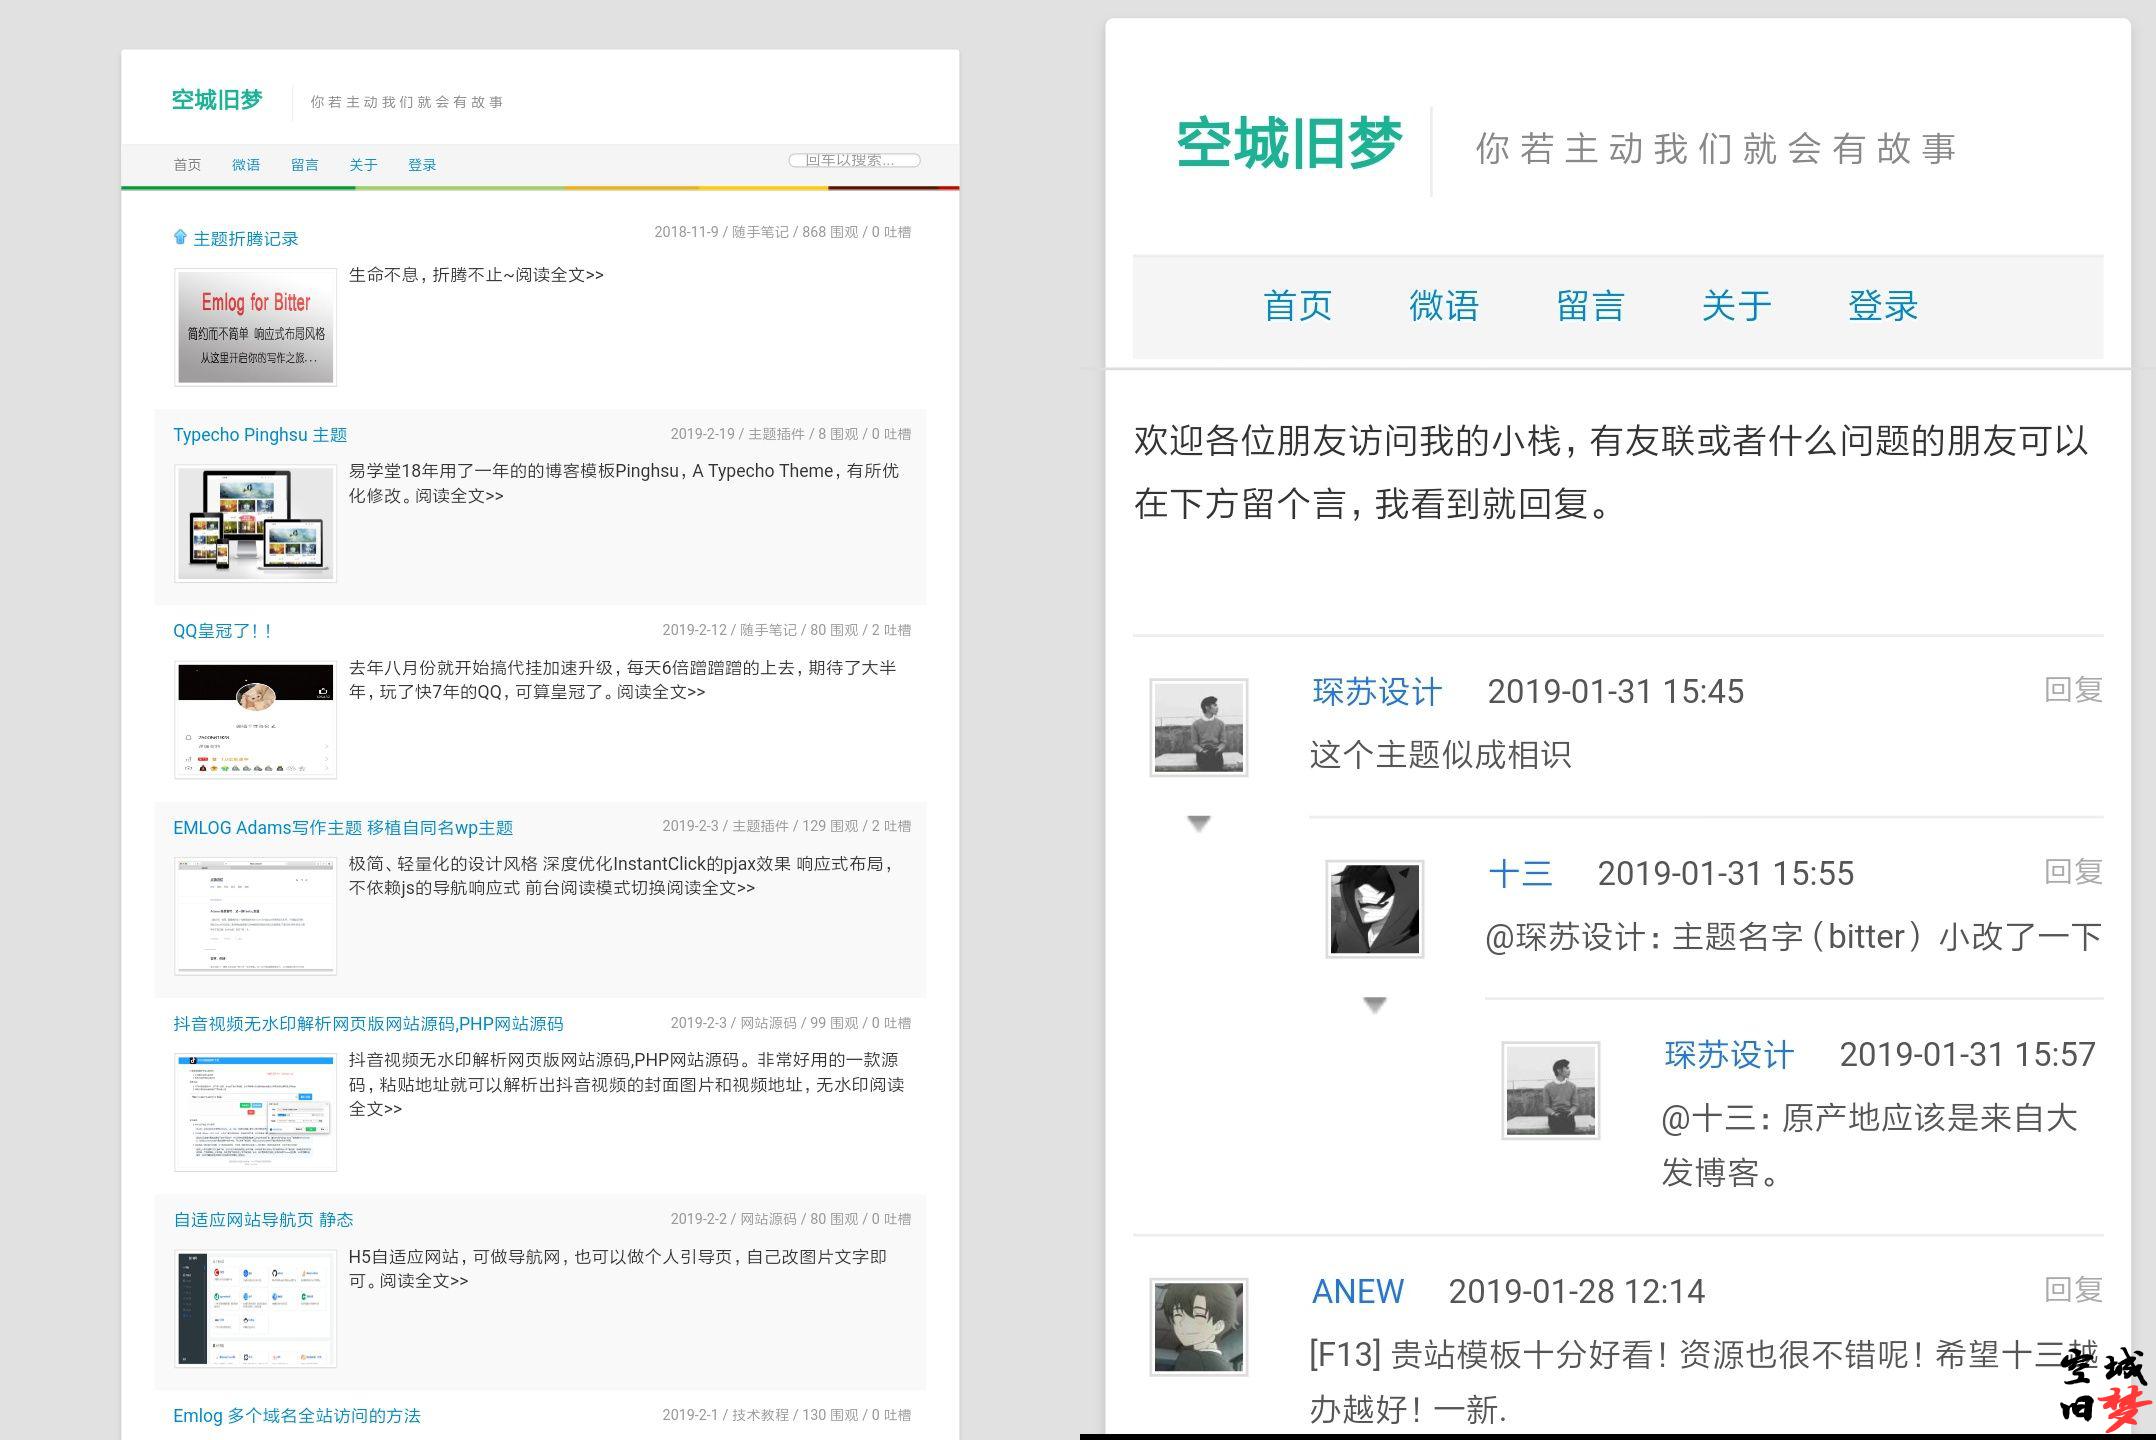 空城旧梦
你若主动我们就会有故事
首页 微语 留言 关于 登录
回车以搜索...
主题折腾记录
2018-11-9 / 随手笔记 / 868 围观 / 0 吐槽
Emlog for Bitter
简约而不简单 响应式布局风格
从这里开启你的写作之旅...
生命不息，折腾不止~阅读全文>>
Typecho Pinghsu 主题
2019-2-19 / 主题插件 / 8 围观 / 0 吐槽
易学堂18年用了一年的的博客模板Pinghsu，A Typecho Theme，有所优
化修改。阅读全文>>
QQ皇冠了！！
2019-2-12 / 随手笔记 / 80 围观 / 2 吐槽
去年八月份就开始搞代挂加速升级，每天6倍蹭蹭蹭的上去，期待了大半
年，玩了快7年的QQ，可算皇冠了。阅读全文>>
EMLOG Adams写作主题 移植自同名wp主题
2019-2-3 / 主题插件 / 129 围观 / 2 吐槽
极简、轻量化的设计风格 深度优化InstantClick的pjax效果 响应式布局，
不依赖js的导航响应式 前台阅读模式切换阅读全文>>
抖音视频无水印解析网页版网站源码,PHP网站源码
2019-2-3 / 网站源码 / 99 围观 / 0 吐槽
抖音视频无水印解析网页版网站源码,PHP网站源码。非常好用的一款源
码，粘贴地址就可以解析出抖音视频的封面图片和视频地址，无水印阅读
全文>>
自适应网站导航页 静态
2019-2-2 / 网站源码 / 80 围观 / 0 吐槽
H5自适应网站，可做导航网，也可以做个人引导页，自己改图片文字即
可。阅读全文>>
Emlog 多个域名全站访问的方法
2019-2-1 / 技术教程 / 130 围观 / 0 吐槽
空城旧梦
你若主动我们就会有故事
首页 微语 留言 关于 登录
欢迎各位朋友访问我的小栈，有友联或者什么问题的朋友可以
在下方留个言，我看到就回复。
琛苏设计 2019-01-31 15:45 回复
这个主题似成相识
十三 2019-01-31 15:55 回复
@琛苏设计：主题名字（bitter）小改了一下
琛苏设计 2019-01-31 15:57
@十三：原产地应该是来自大
发博客。
ANEW 2019-01-28 12:14 回复
[F13] 贵站模板十分好看！资源也很不错呢！希望十三越
办越好！一新.
空城
旧梦